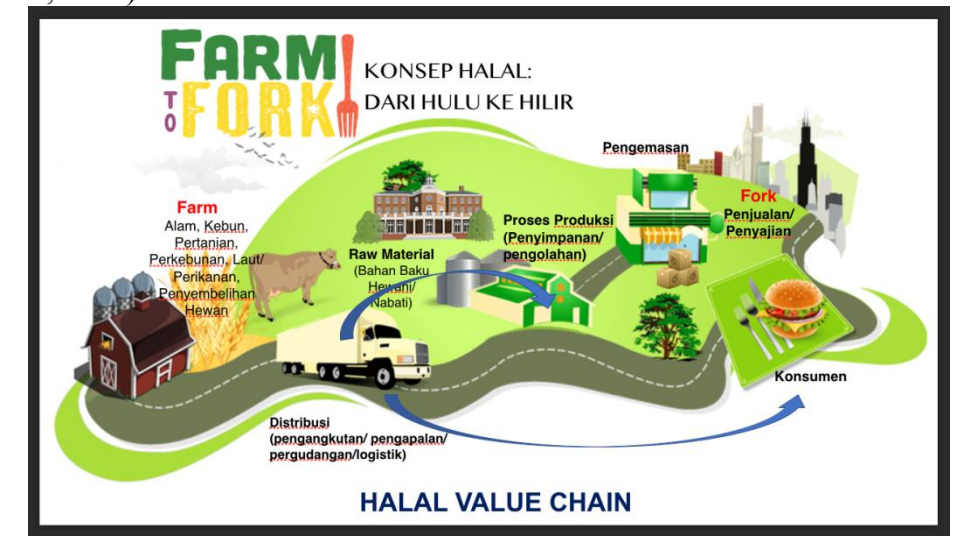 FARM
TO
FORK
KONSEP HALAL:
DARI HULU KE HILIR
Farm
Alam, Kebun,
Pertanian,
Perkebunan, Laut/
Perikanan,
Penyembelihan
Hewan
Raw Material
(Bahan Baku
Hewani/
Nabati)
Proses Produksi
(Penyimpanan/
pengolahan)
Pengemasan
Fork
Penjualan/
Penyajian
Konsumen
Distribusi
(pengangkutan/ pengapalan/
pergudangan/logistik)
HALAL VALUE CHAIN